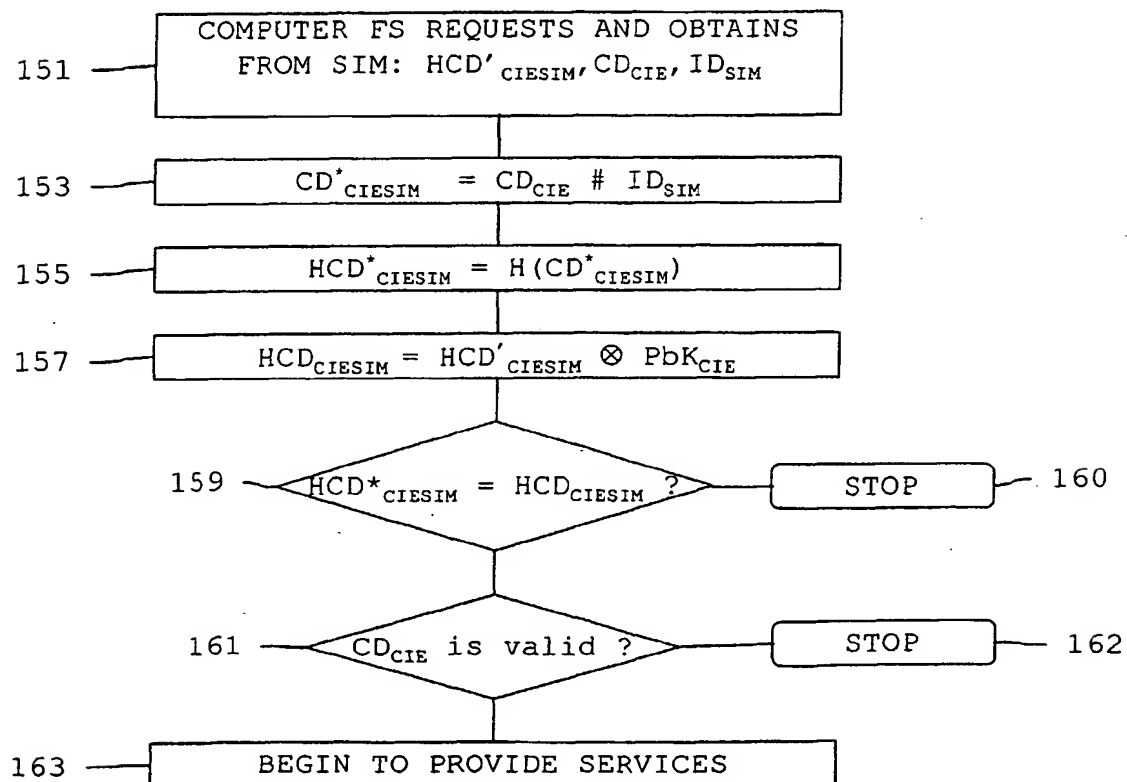 COMPUTER FS REQUESTS AND OBTAINS
151 FROM SIM: HCD'CIESIM, CDCIE, IDSIM
153 CD*CIESIM = CDCIE # IDSIM
155 HCD*CIESIM = H(CD*CIESIM)
157 HCDCIESIM = HCD'CIESIM ⊗ PbKCIE
159 HCD*CIESIM = HCDCIESIM ? STOP 160
161 CDCIE is valid ? STOP 162
163 BEGIN TO PROVIDE SERVICES